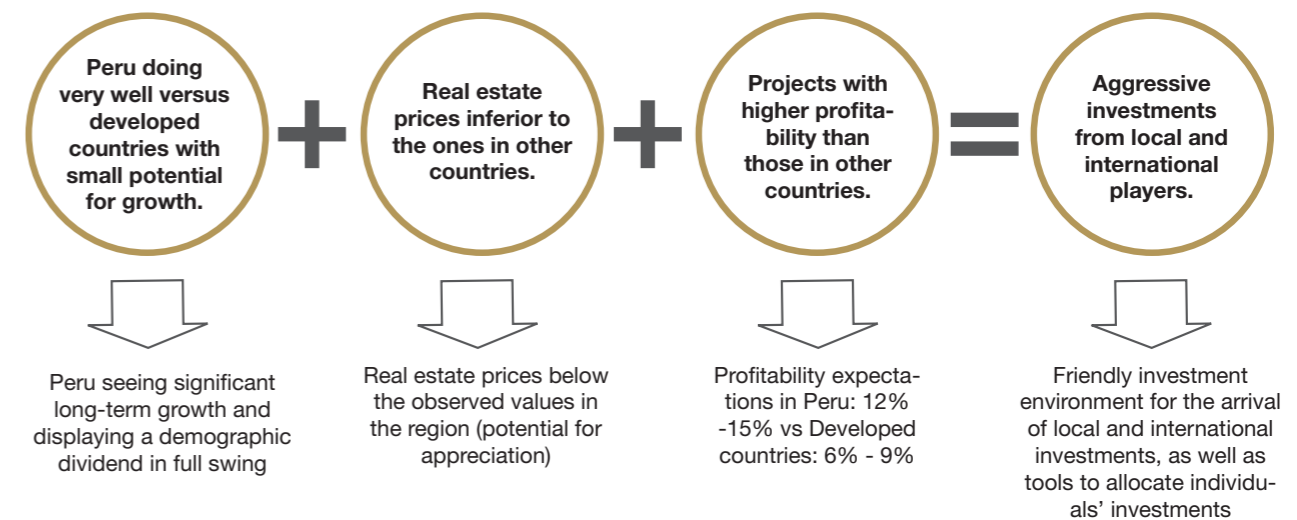 Peru doing
very well versus
developed
countries with
small potential
for growth.
+
Real estate
prices inferior to
the ones in other
countries.
+
Projects with
higher profita-
bility than
those in other
countries.
=
Aggressive
investments
from local and
international
players.
Peru seeing significant
long-term growth and
displaying a demographic
dividend in full swing
Real estate prices below
the observed values in
the region (potential for
appreciation)
Profitability expecta-
tions in Peru: 12%
-15% vs Developed
countries: 6% - 9%
Friendly investment
environment for the arrival
of local and international
investments, as well as
tools to allocate individu-
als’ investments